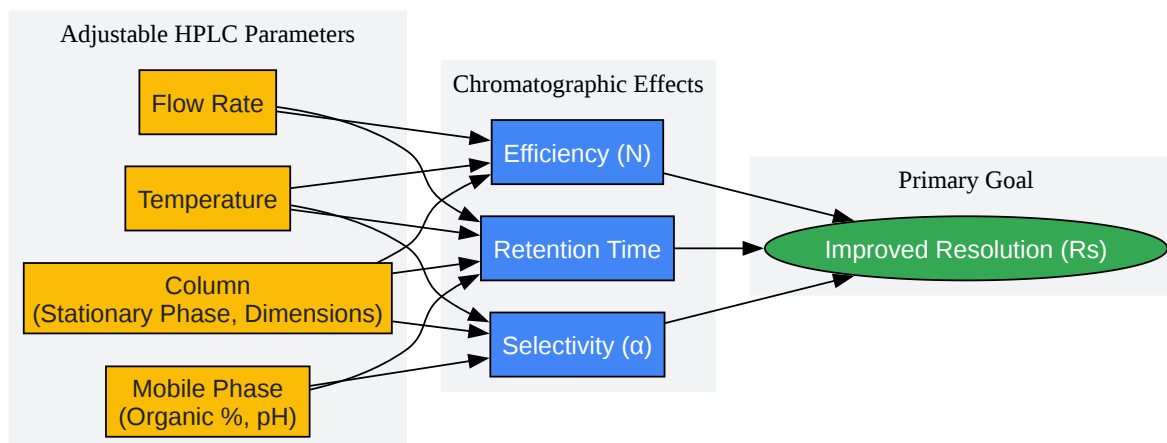 Adjustable HPLC Parameters
Flow Rate
Temperature
Column
(Stationary Phase, Dimensions)
Mobile Phase
(Organic %, pH)
Chromatographic Effects
Efficiency (N)
Retention Time
Selectivity (α)
Primary Goal
Improved Resolution (Rs)